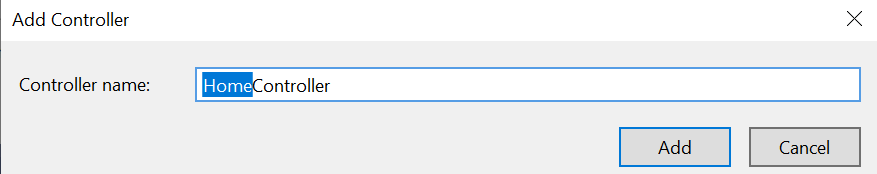 Add Controller
Controller name:
HomeController
Add
Cancel